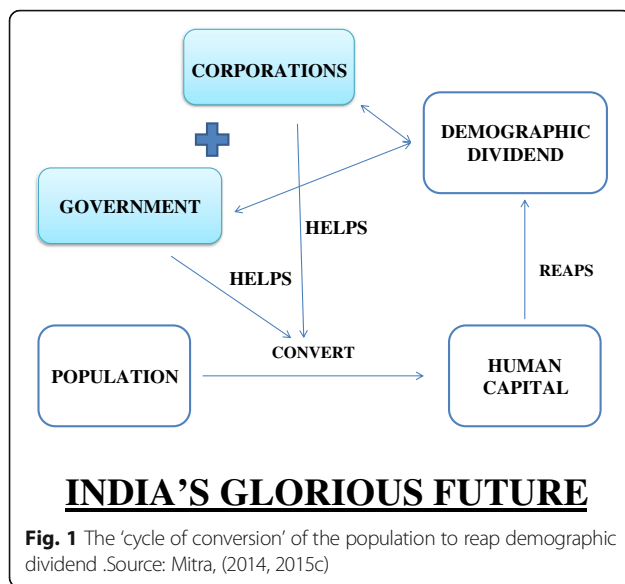 CORPORATIONS
DEMOGRAPHIC
DIVIDEND
GOVERNMENT
HELPS
HELPS
REAPS
CONVERT
POPULATION
HUMAN
CAPITAL
INDIA'S GLORIOUS FUTURE
Fig. 1 The 'cycle of conversion' of the population to reap demographic
dividend .Source: Mitra, (2014, 2015c)